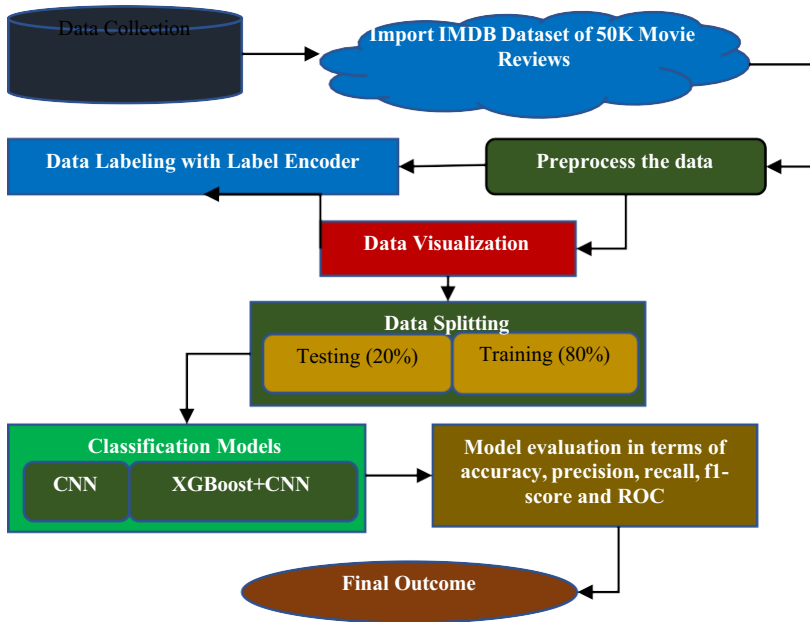 Data Collection
Import IMDB Dataset of 50K Movie
Reviews
Data Labeling with Label Encoder
Preprocess the data
Data Visualization
Data Splitting
Testing (20%)
Training (80%)
Classification Models
CNN
XGBoost+CNN
Model evaluation in terms of
accuracy, precision, recall, f1-
score and ROC
Final Outcome